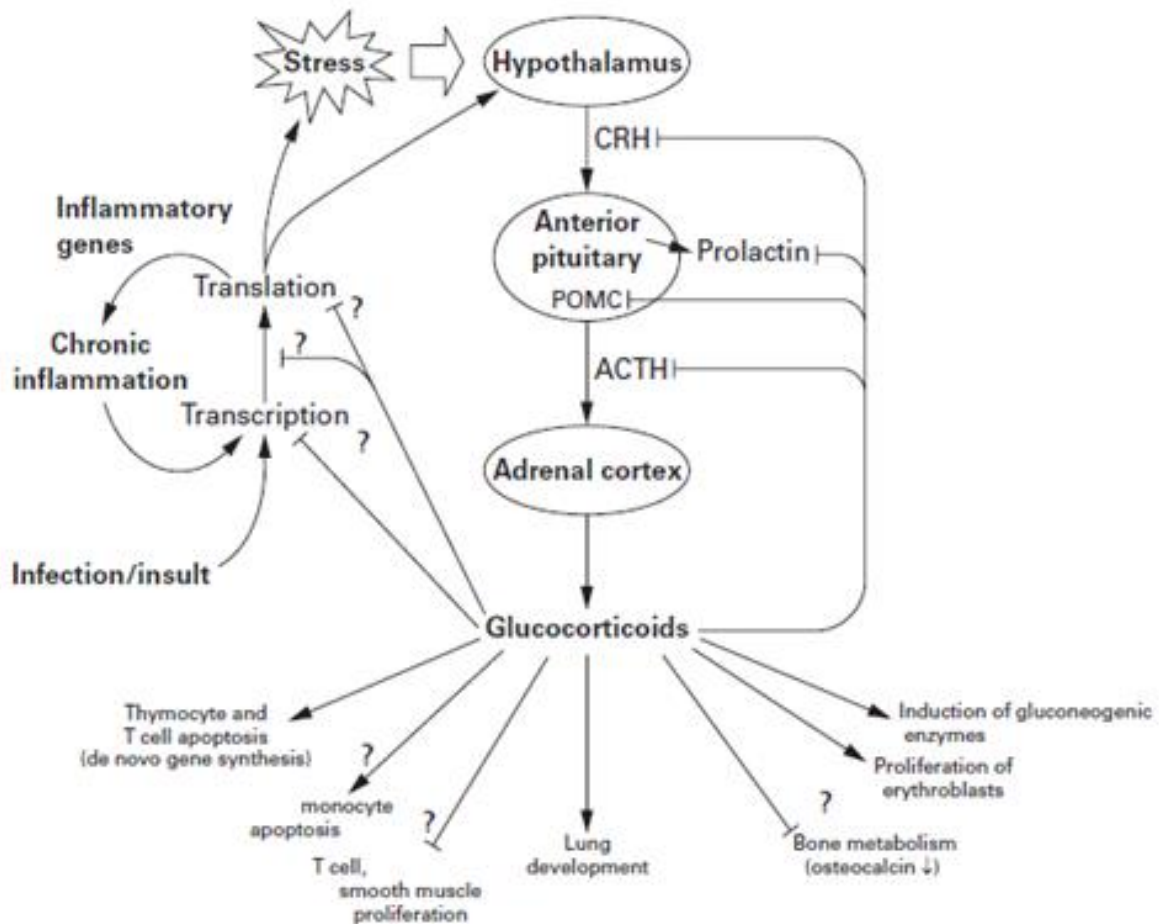 Stress
Hypothalamus
CRH
Inflammatory
genes
Anterior
pituitary
Prolactin
POMC
Translation
?
?
Chronic
inflammation
ACTH
Transcription
?
Adrenal cortex
Infection/insult
Glucocorticoids
Thymocyte and
T cell apoptosis
(de novo gene synthesis)
?
monocyte
apoptosis
?
T cell,
smooth muscle
proliferation
Lung
development
?
Bone metabolism
(osteocalcin ↓)
Proliferation of
erythroblasts
Induction of gluconeogenic
enzymes